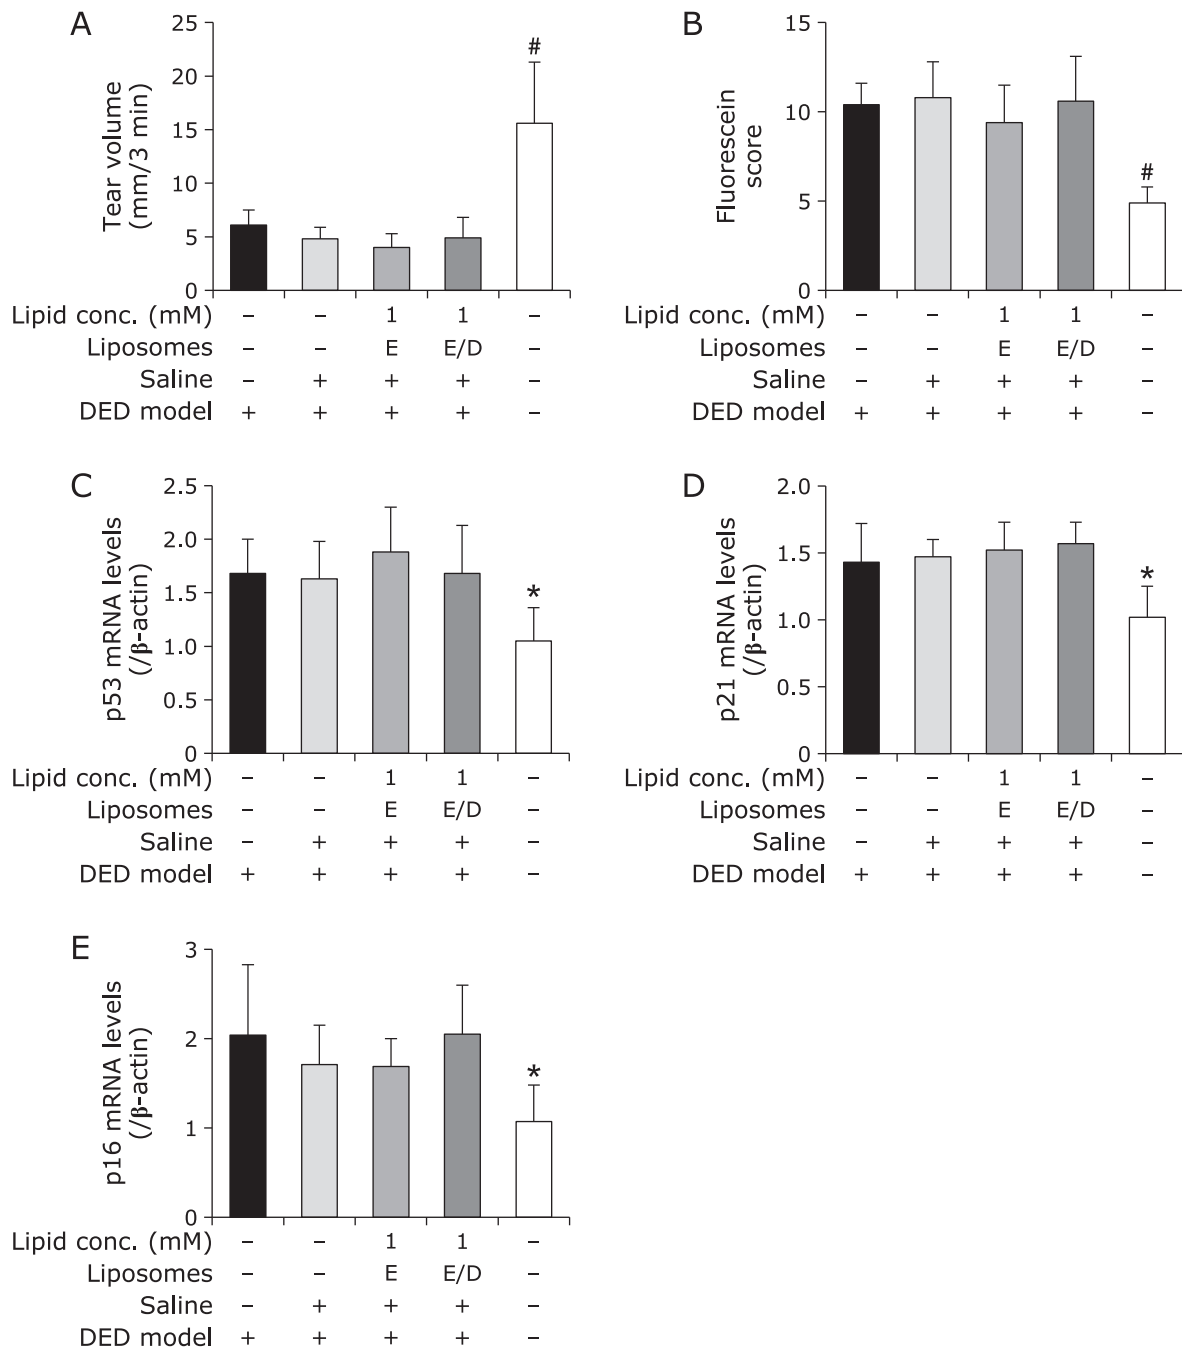 A
Tear volume
(mm/3 min)
25
20
15
10
5
0
#
Lipid conc. (mM) – – 1 1 –
Liposomes – – E E/D –
Saline – + + + –
DED model + + + + –
B
Fluorescein
score
15
10
5
0
#
Lipid conc. (mM) – – 1 1 –
Liposomes – – E E/D –
Saline – + + + –
DED model + + + + –
C
p53 mRNA levels
(/β-actin)
2.5
2.0
1.5
1.0
0.5
0
*
Lipid conc. (mM) – – 1 1 –
Liposomes – – E E/D –
Saline – + + + –
DED model + + + + –
D
p21 mRNA levels
(/β-actin)
2.0
1.5
1.0
0.5
0
*
Lipid conc. (mM) – – 1 1 –
Liposomes – – E E/D –
Saline – + + + –
DED model + + + + –
E
p16 mRNA levels
(/β-actin)
3
2
1
0
*
Lipid conc. (mM) – – 1 1 –
Liposomes – – E E/D –
Saline – + + + –
DED model + + + + –